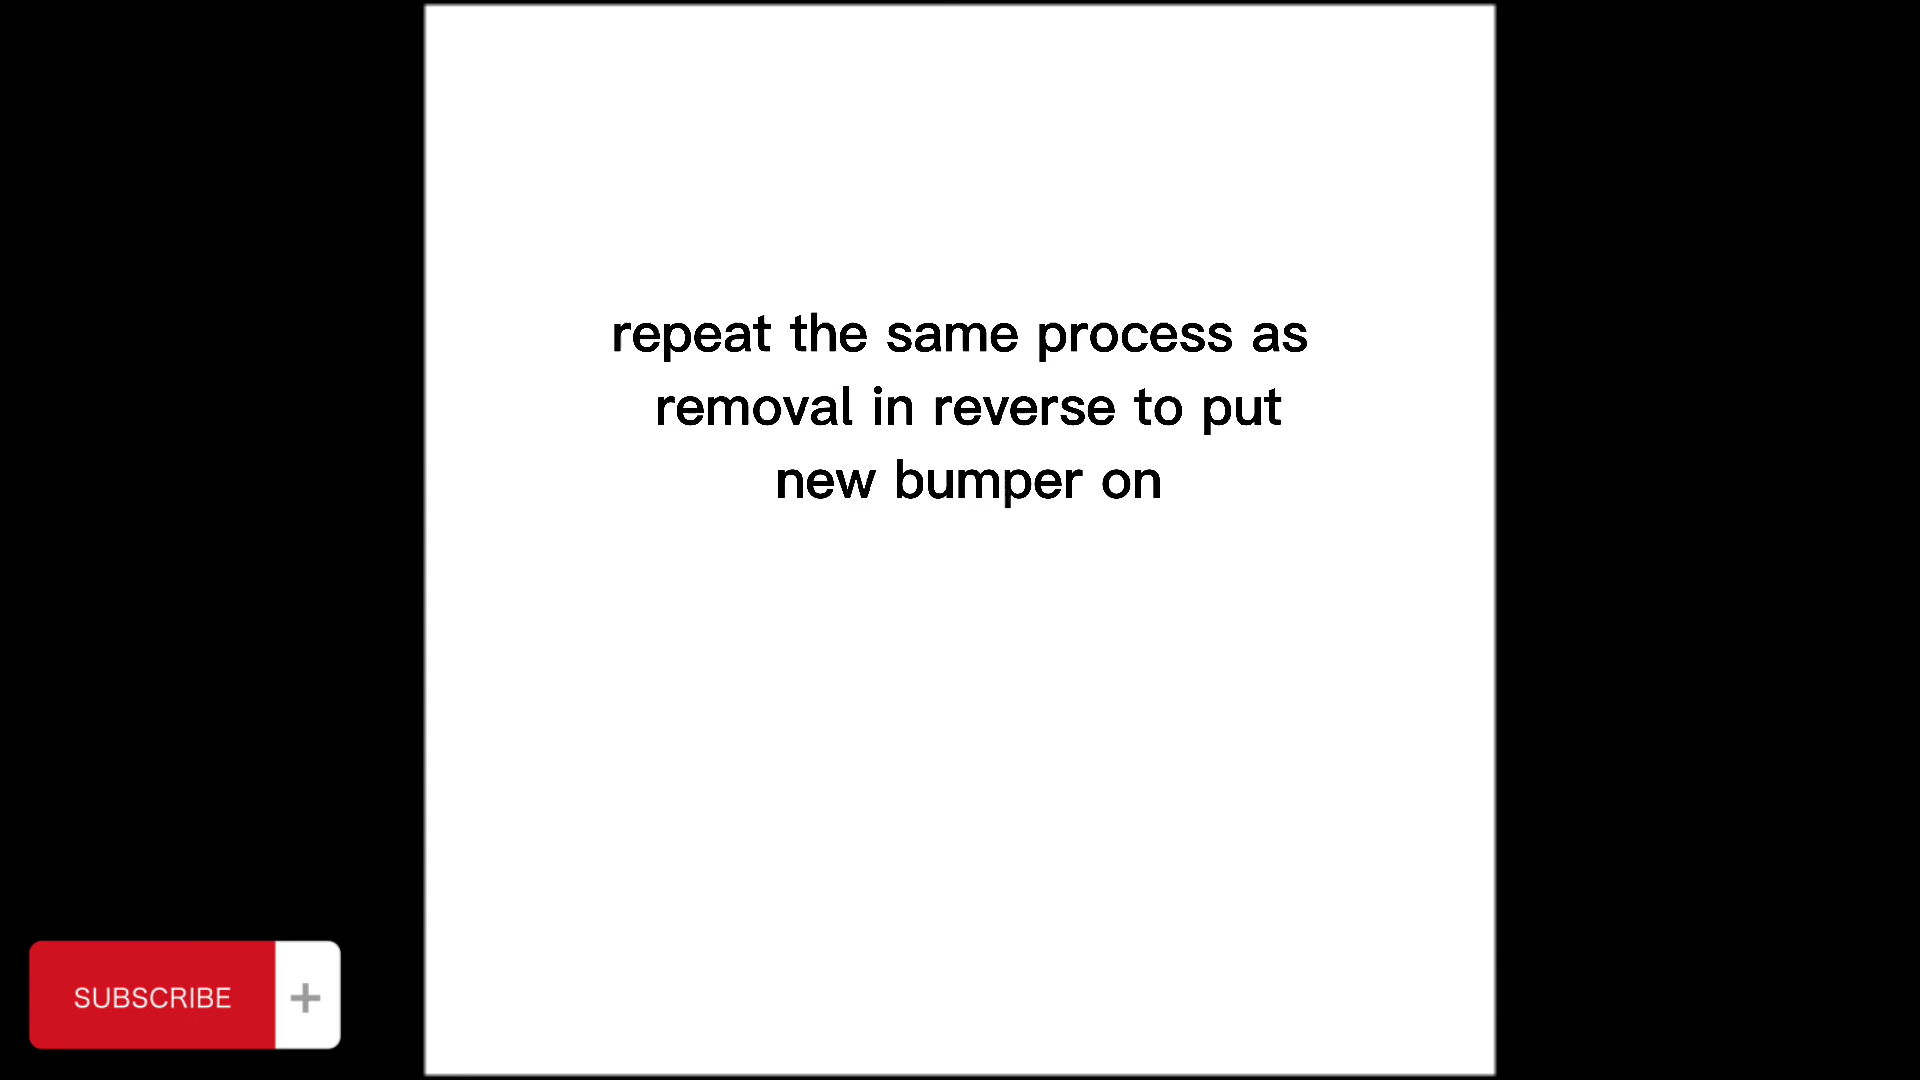 repeat the same process as
removal in reverse to put
new bumper on
SUBSCRIBE